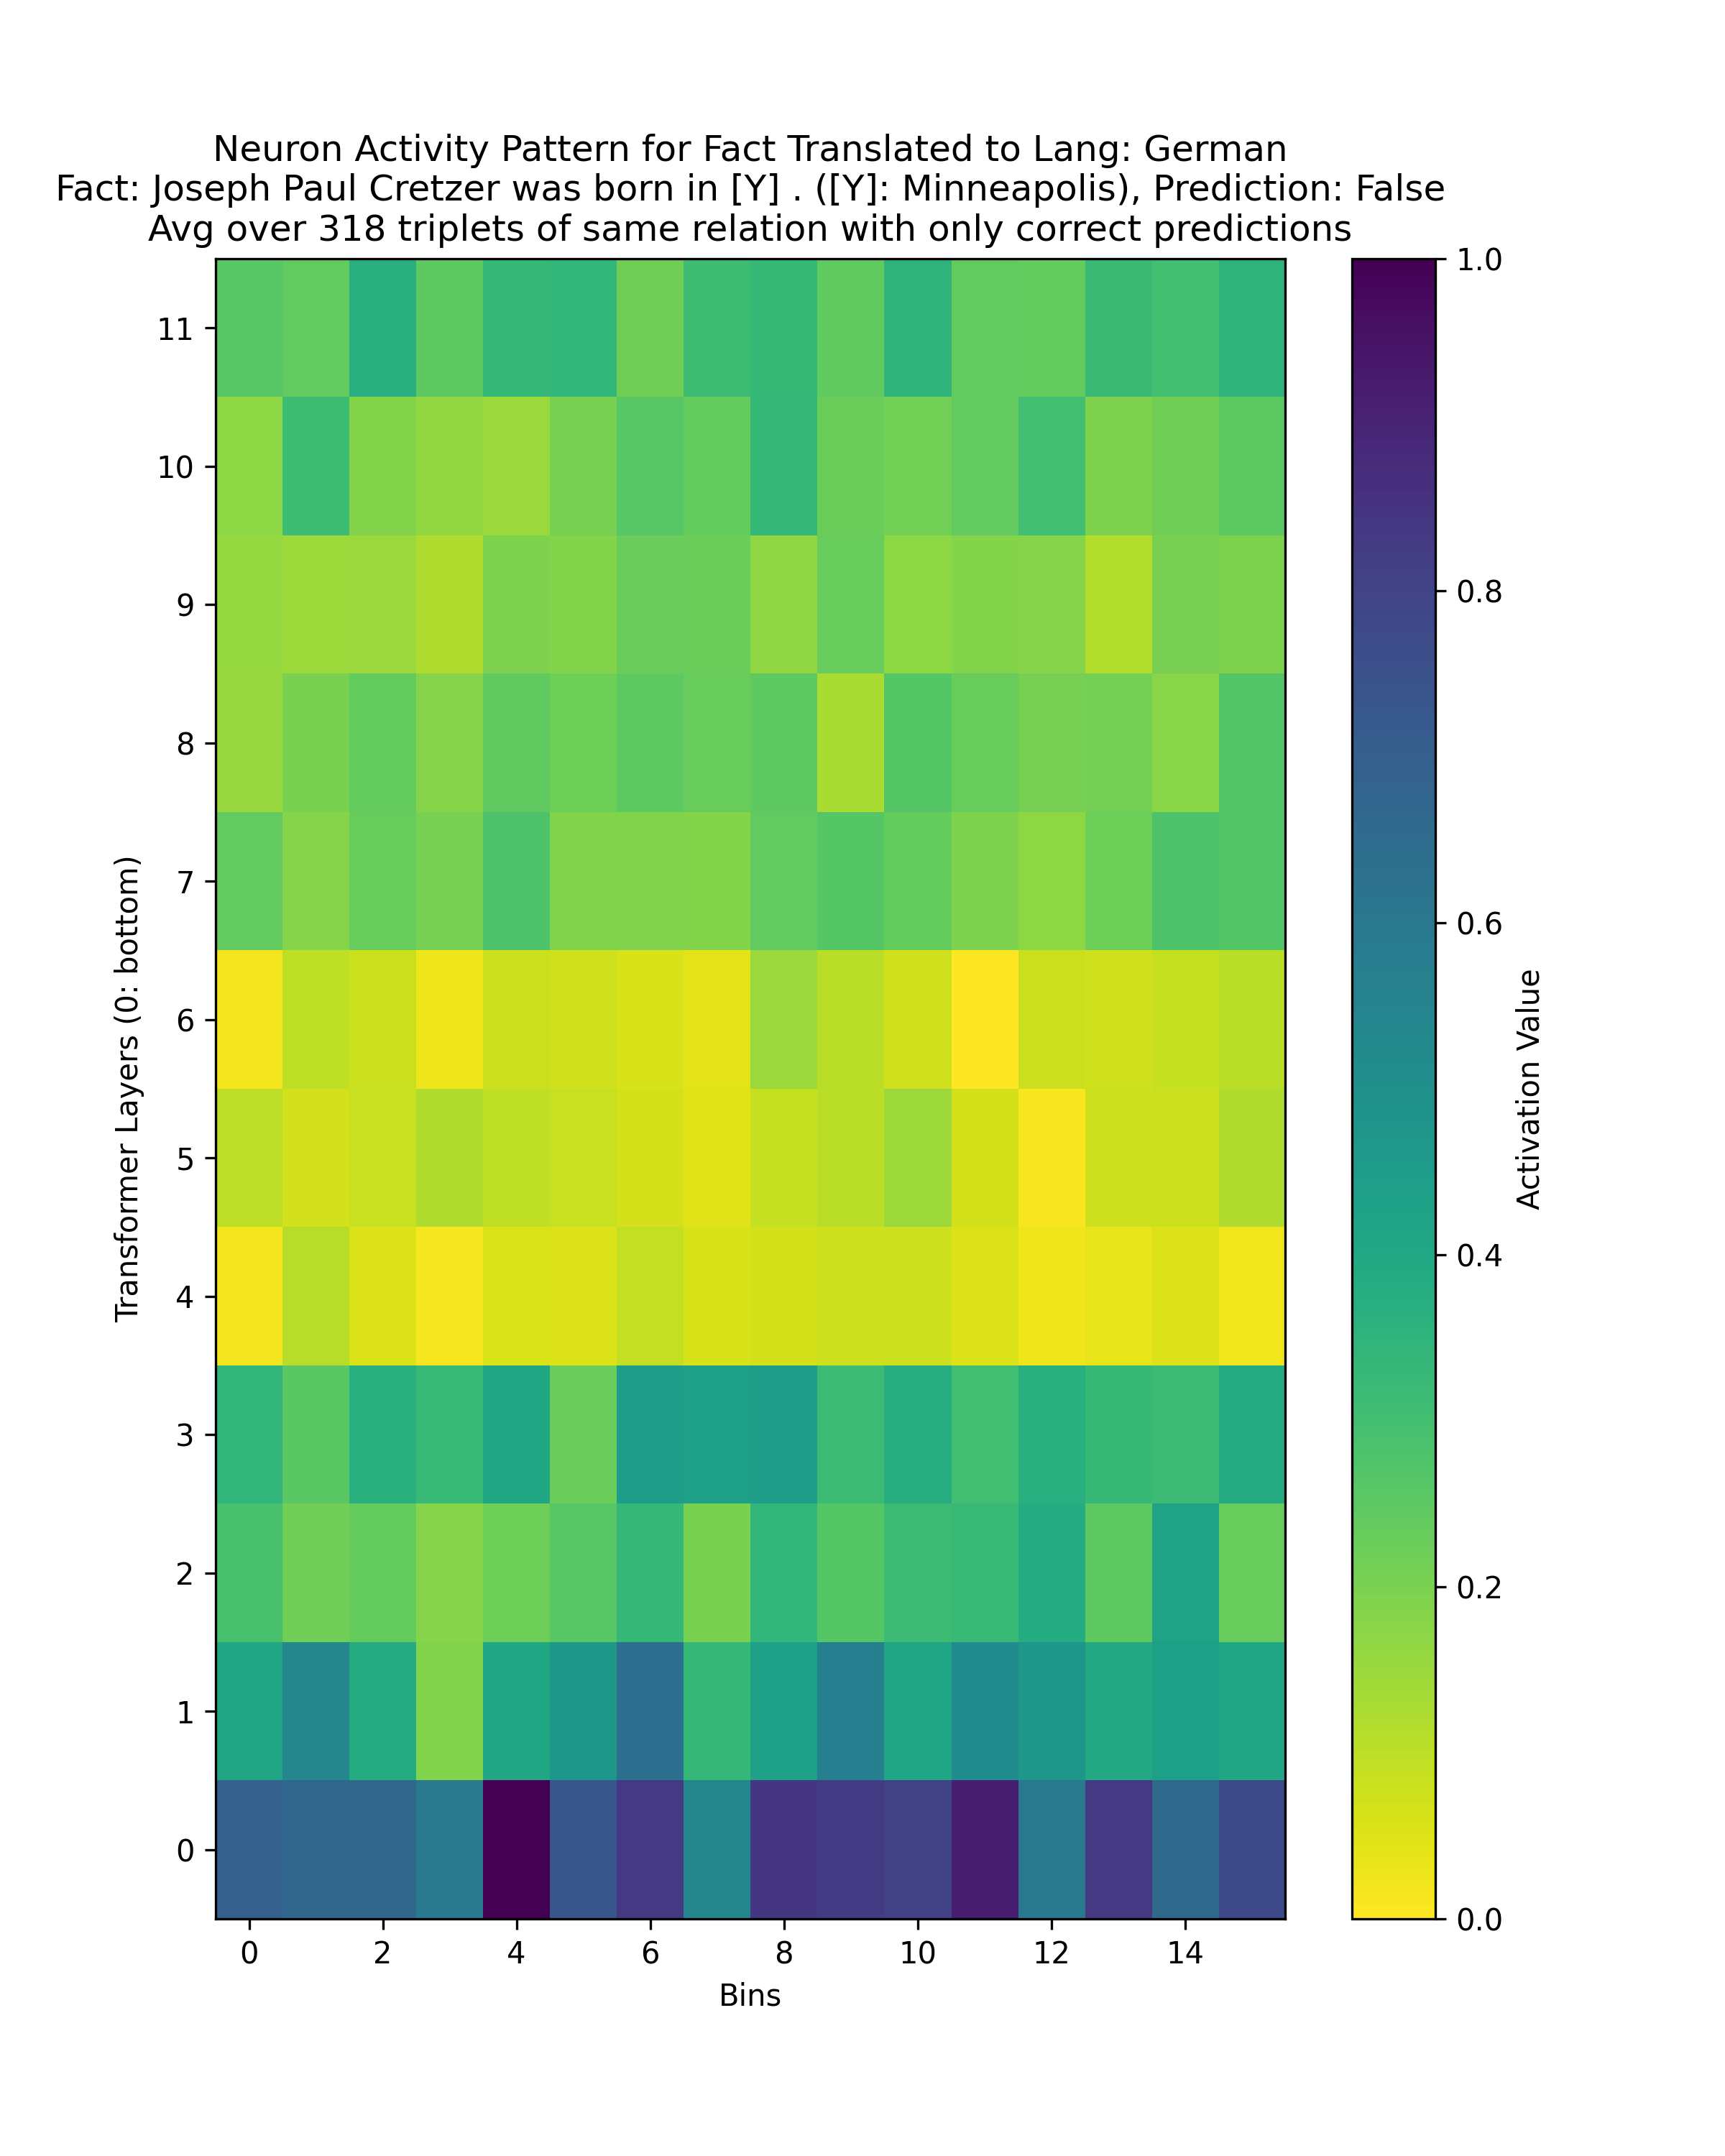 Neuron Activity Pattern for Fact Translated to Lang: German
Fact: Joseph Paul Cretzer was born in [Y] . ([Y]: Minneapolis), Prediction: False
Avg over 318 triplets of same relation with only correct predictions
11
10
9
8
7
6
5
4
3
2
1
0
Transformer Layers (0: bottom)
0 2 4 6 8 10 12 14
Bins
1.0
0.8
0.6
0.4
0.2
0.0
Activation Value